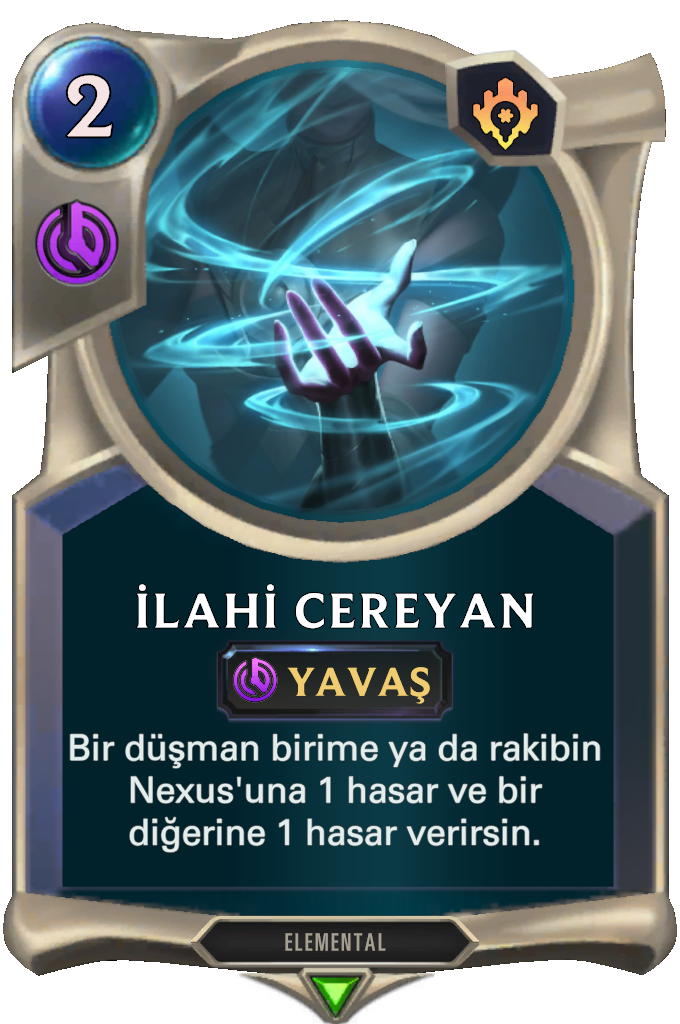 2
İLAHİ CEREYAN
YAVAŞ
Bir düşman birime ya da rakibin
Nexus'una 1 hasar ve bir
diğerine 1 hasar verirsin.
ELEMENTAL